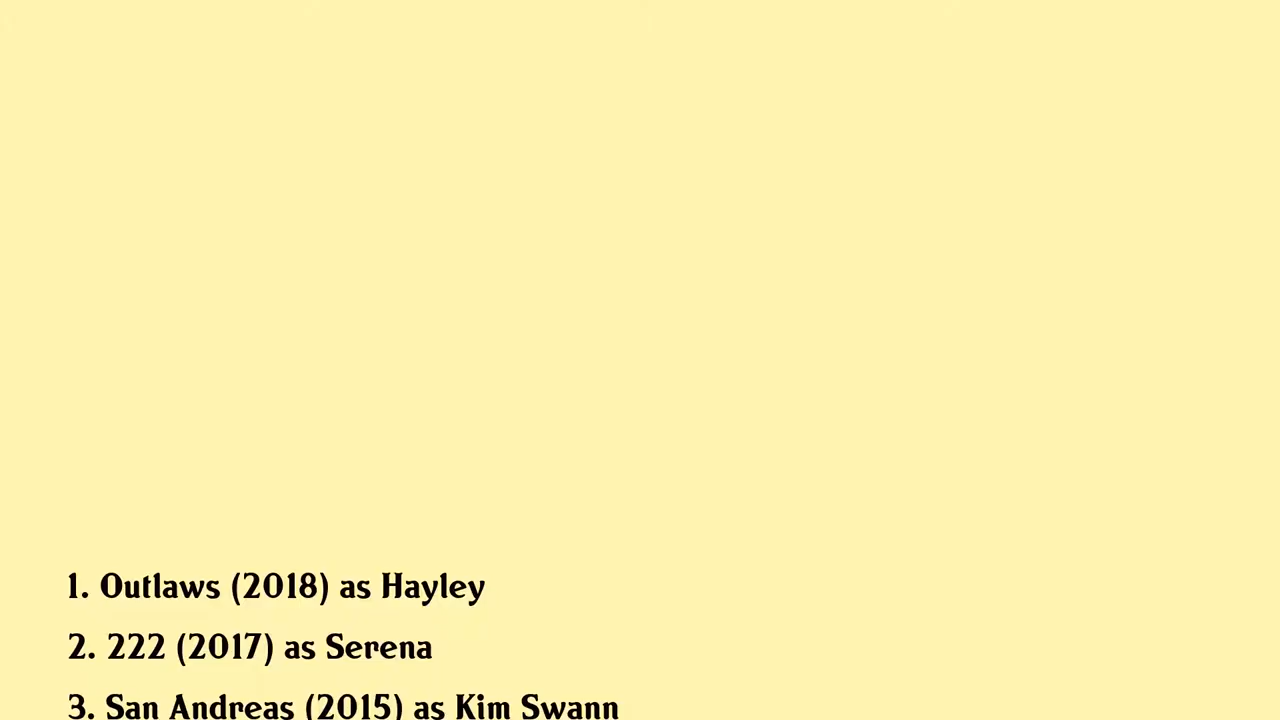 1. Outlaws (2018) as Hayley
2. 222 (2017) as Serena
3. San Andreas (2015) as Kim Swann